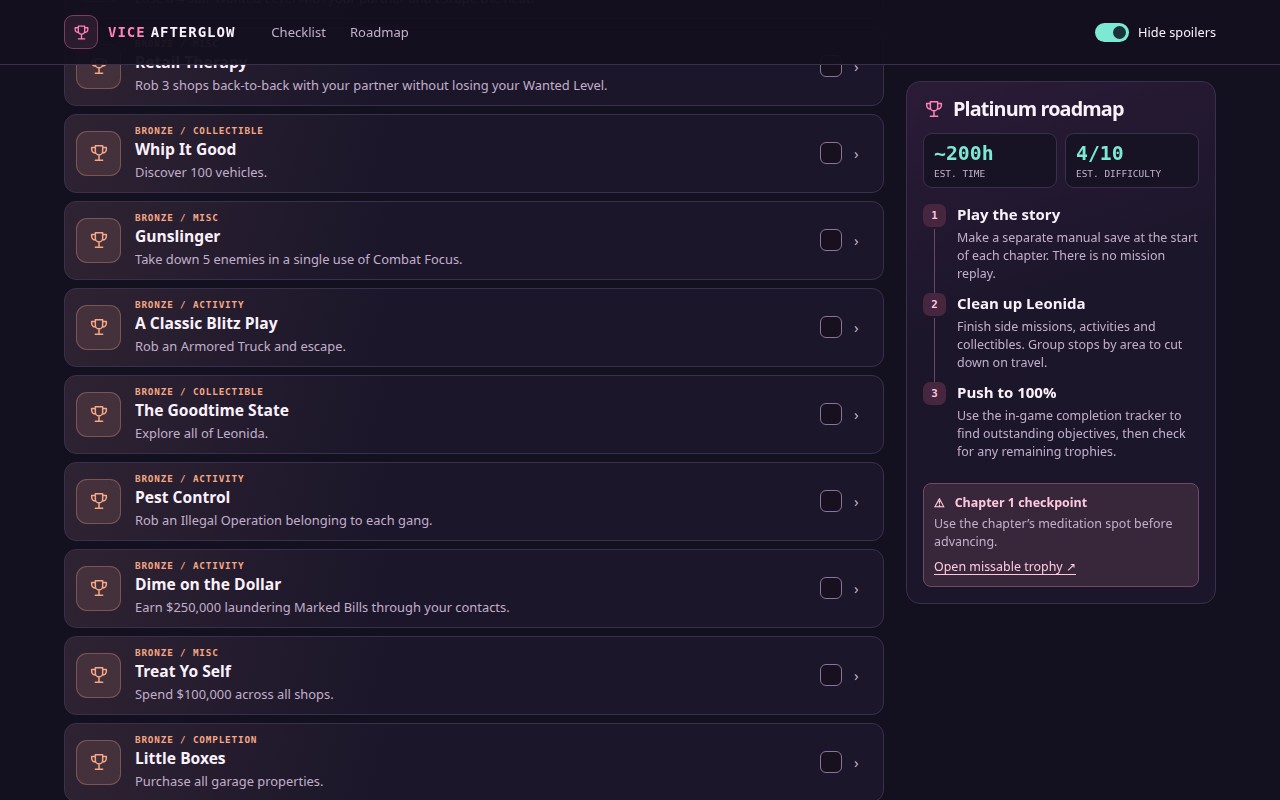 VICE AFTERGLOW
Checklist
Roadmap
Hide spoilers
Retail Therapy
Rob 3 shops back-to-back with your partner without losing your Wanted Level.
BRONZE / COLLECTIBLE
Whip It Good
Discover 100 vehicles.
›
BRONZE / MISC
Gunslinger
Take down 5 enemies in a single use of Combat Focus.
›
BRONZE / ACTIVITY
A Classic Blitz Play
Rob an Armored Truck and escape.
›
BRONZE / COLLECTIBLE
The Goodtime State
Explore all of Leonida.
›
BRONZE / ACTIVITY
Pest Control
Rob an Illegal Operation belonging to each gang.
›
BRONZE / ACTIVITY
Dime on the Dollar
Earn $250,000 laundering Marked Bills through your contacts.
›
BRONZE / MISC
Treat Yo Self
Spend $100,000 across all shops.
›
BRONZE / COMPLETION
Little Boxes
Purchase all garage properties.
›
Platinum roadmap
~200h
EST. TIME
4/10
EST. DIFFICULTY
1
Play the story
Make a separate manual save at the start
of each chapter. There is no mission
replay.
2
Clean up Leonida
Finish side missions, activities and
collectibles. Group stops by area to cut
down on travel.
3
Push to 100%
Use the in-game completion tracker to
find outstanding objectives, then check
for any remaining trophies.
⚠ Chapter 1 checkpoint
Use the chapter’s meditation spot before
advancing.
Open missable trophy ↗